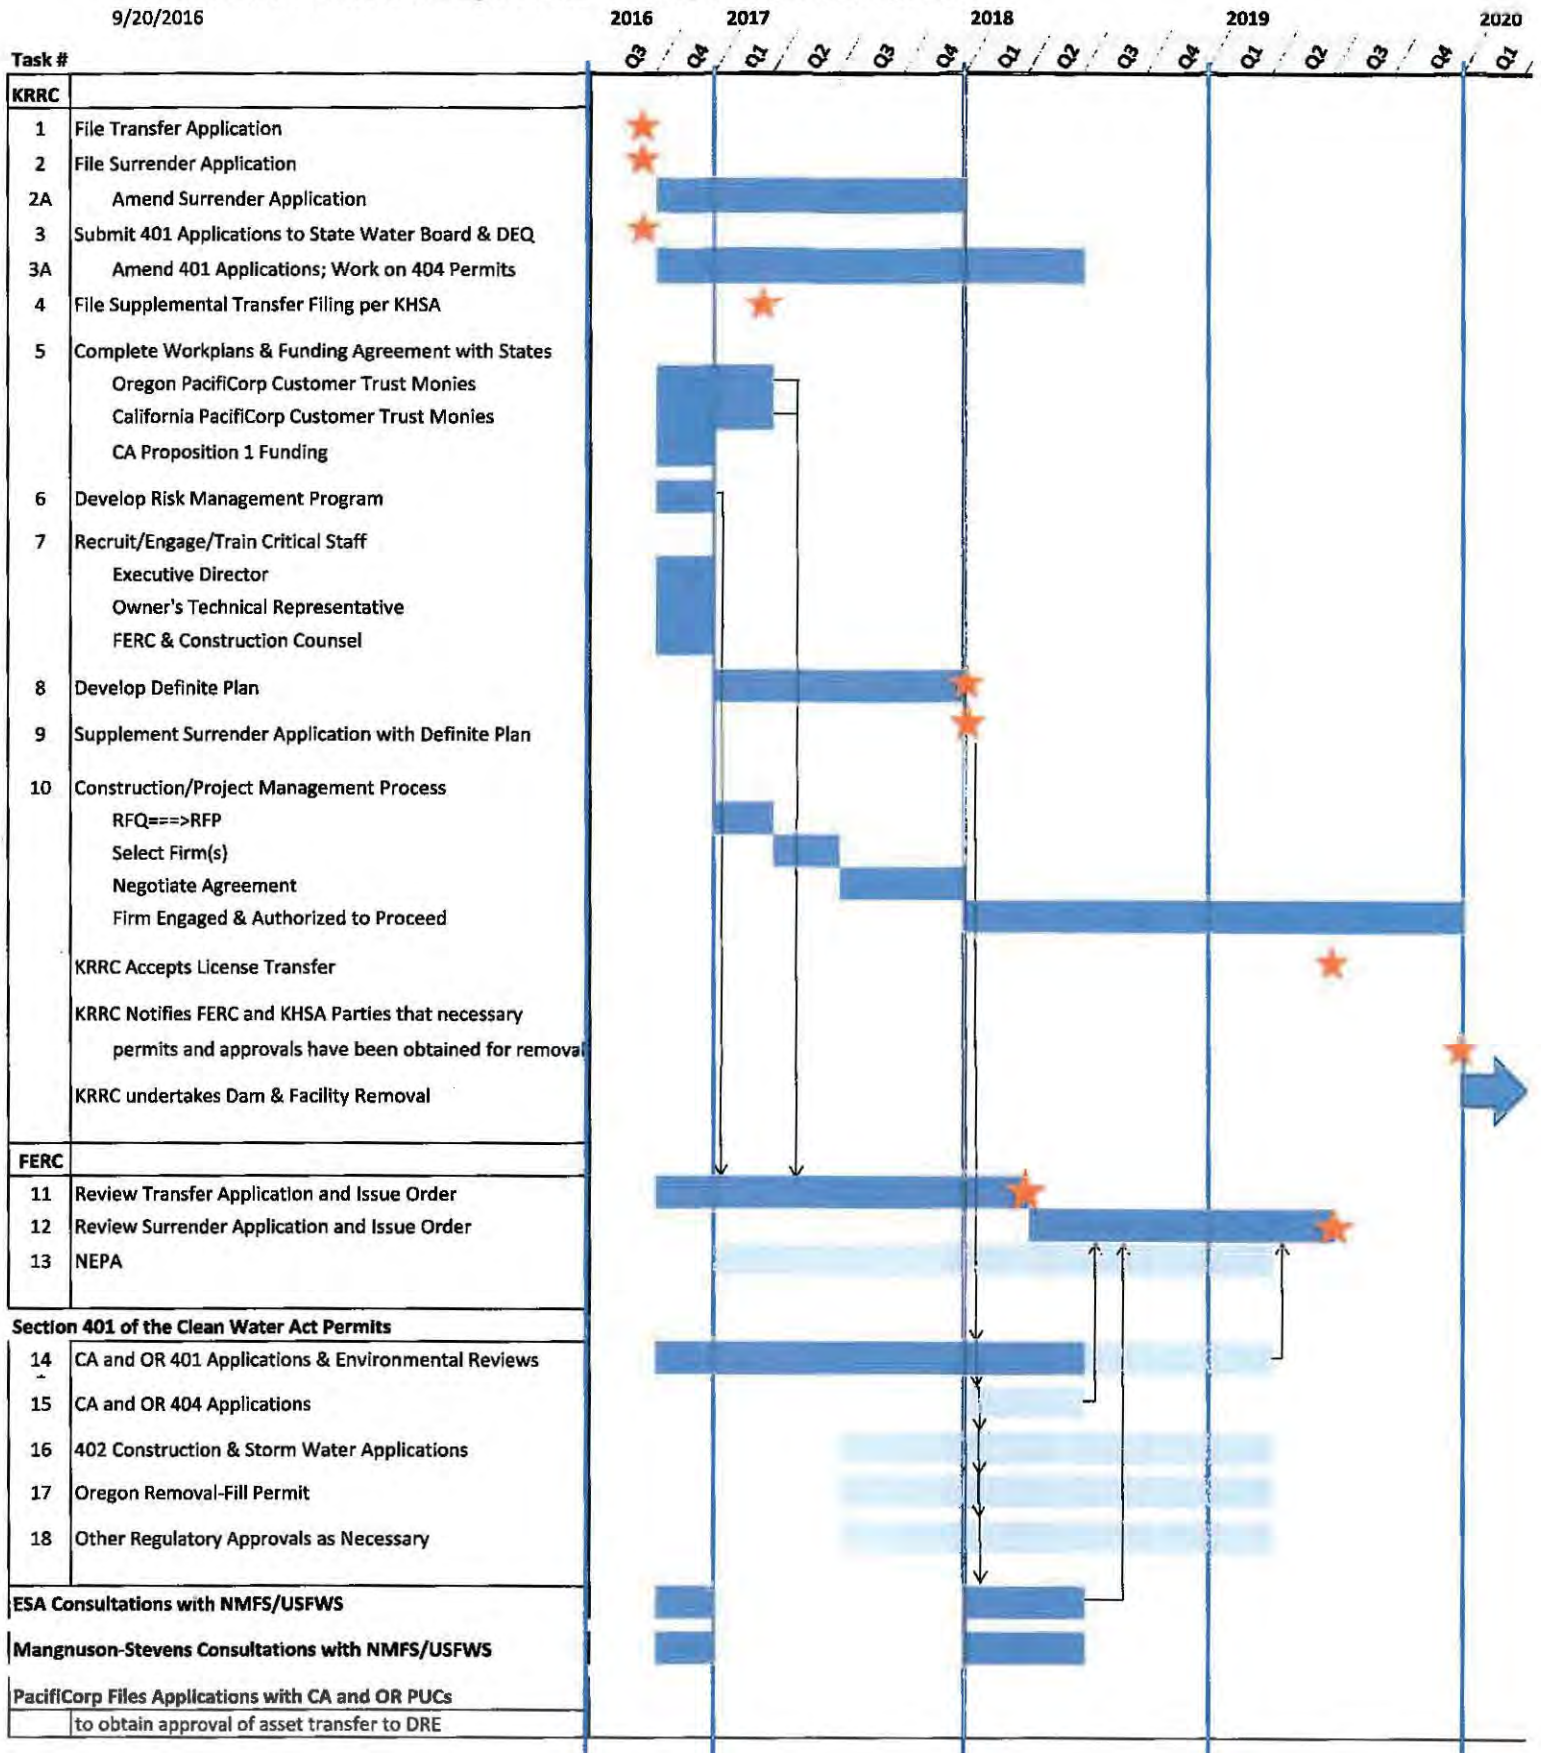 9/20/2016 2016 2017 2018 2019 2020
Task # Q3 Q4 Q1 Q2 Q3 Q4 Q1 Q2 Q3 Q4 Q1 Q2 Q3 Q4 Q1
KRRC
1 File Transfer Application
2 File Surrender Application
2A Amend Surrender Application
3 Submit 401 Applications to State Water Board & DEQ
3A Amend 401 Applications; Work on 404 Permits
4 File Supplemental Transfer Filing per KHSA
5 Complete Workplans & Funding Agreement with States
Oregon PacifiCorp Customer Trust Monies
California PacifiCorp Customer Trust Monies
CA Proposition 1 Funding
6 Develop Risk Management Program
7 Recruit/Engage/Train Critical Staff
Executive Director
Owner's Technical Representative
FERC & Construction Counsel
8 Develop Definite Plan
9 Supplement Surrender Application with Definite Plan
10 Construction/Project Management Process
RFQ===>RFP
Select Firm(s)
Negotiate Agreement
Firm Engaged & Authorized to Proceed
KRRC Accepts License Transfer
KRRC Notifies FERC and KHSA Parties that necessary
permits and approvals have been obtained for removal
KRRC undertakes Dam & Facility Removal
FERC
11 Review Transfer Application and Issue Order
12 Review Surrender Application and Issue Order
13 NEPA
Section 401 of the Clean Water Act Permits
14 CA and OR 401 Applications & Environmental Reviews
15 CA and OR 404 Applications
16 402 Construction & Storm Water Applications
17 Oregon Removal-Fill Permit
18 Other Regulatory Approvals as Necessary
ESA Consultations with NMFS/USFWS
Mangnuson-Stevens Consultations with NMFS/USFWS
PacifiCorp Files Applications with CA and OR PUCs
to obtain approval of asset transfer to DRE